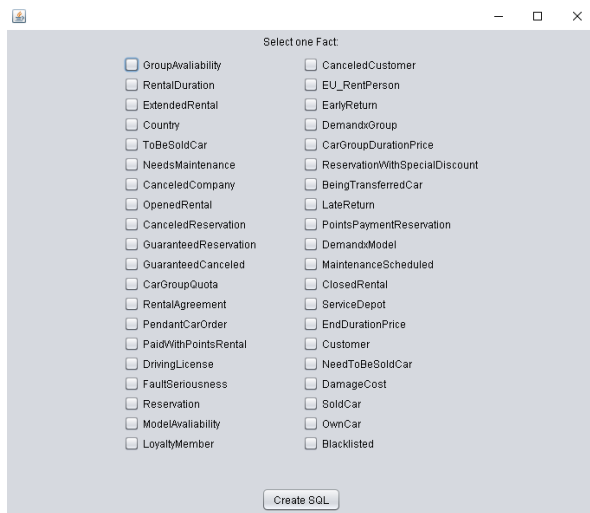 Select one Fact:
GroupAvaliability
RentalDuration
ExtendedRental
Country
ToBeSoldCar
NeedsMaintenance
CanceledCompany
OpenedRental
CanceledReservation
GuaranteedReservation
GuaranteedCanceled
CarGroupQuota
RentalAgreement
PendantCarOrder
PaidWithPointsRental
DrivingLicense
FaultSeriousness
Reservation
ModelAvaliability
LoyaltyMember
CanceledCustomer
EU_RentPerson
EarlyReturn
DemandxGroup
CarGroupDurationPrice
ReservationWithSpecialDiscount
BeingTransferredCar
LateReturn
PointsPaymentReservation
DemandxModel
MaintenanceScheduled
ClosedRental
ServiceDepot
EndDurationPrice
Customer
NeedToBeSoldCar
DamageCost
SoldCar
OwnCar
Blacklisted
Create SQL